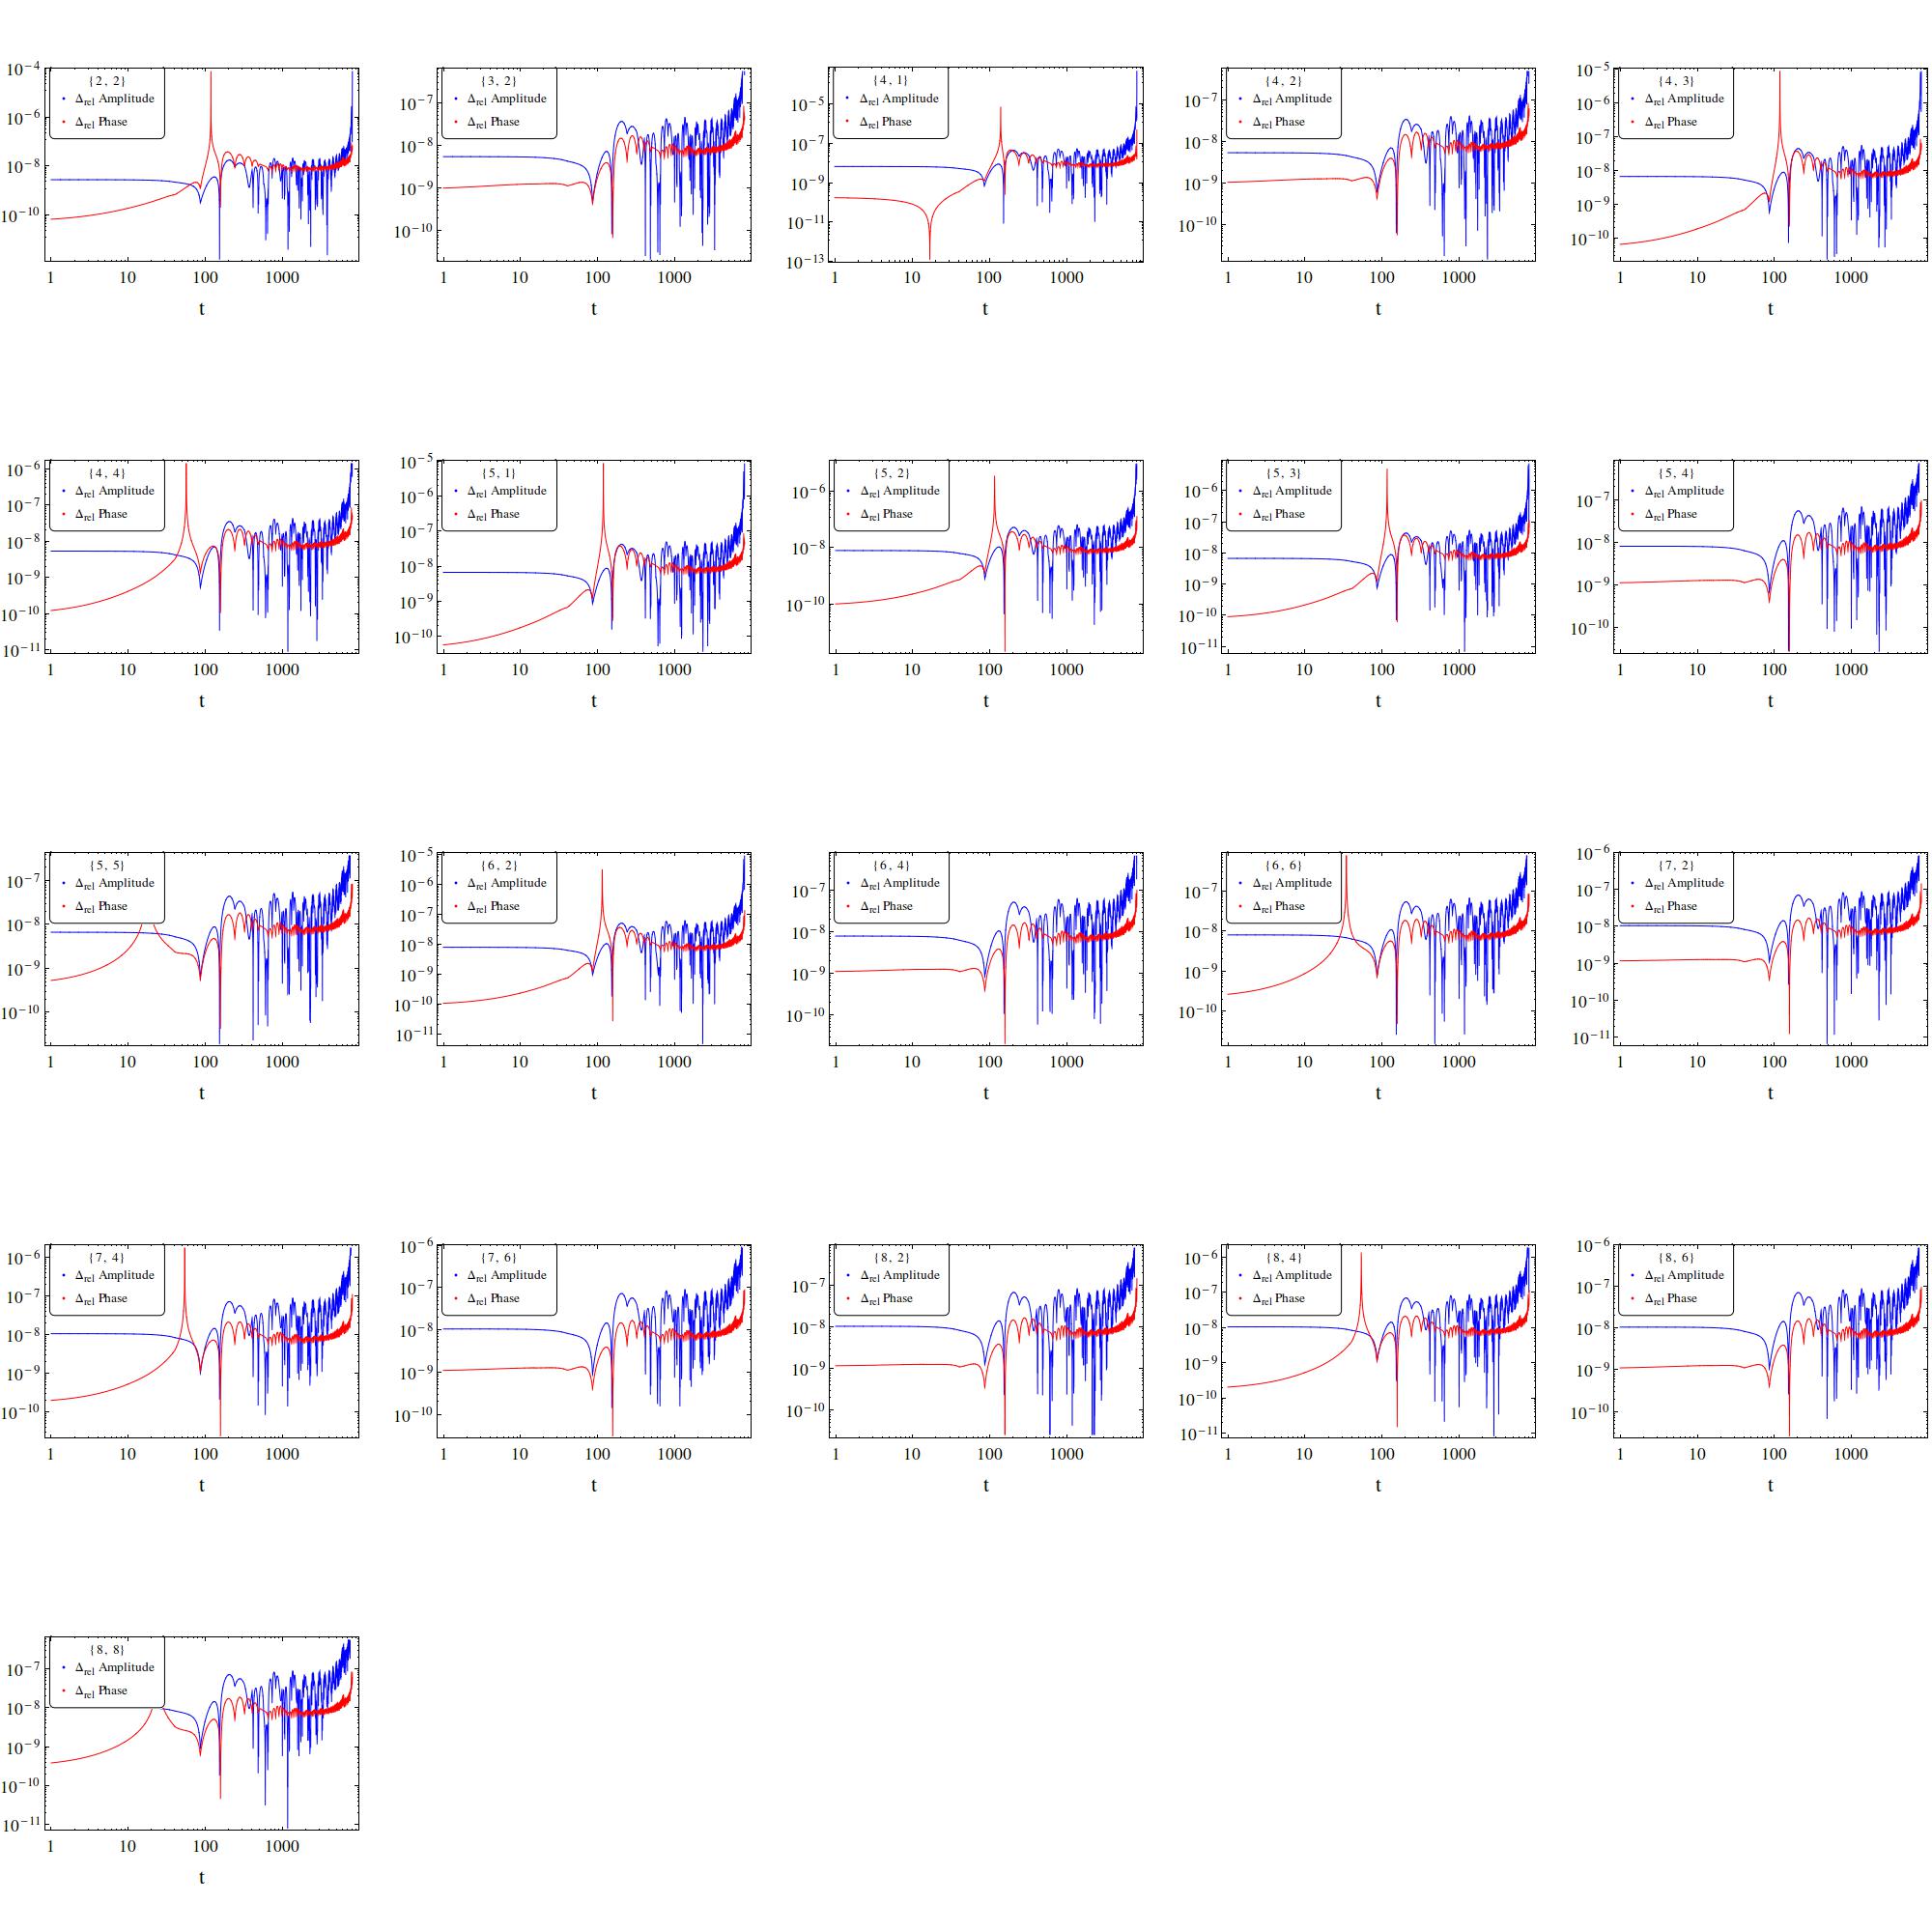 {2, 2}
Δrel Amplitude
Δrel Phase
10−4
10−6
10−8
10−10
1 10 100 1000
t
{3, 2}
Δrel Amplitude
Δrel Phase
10−7
10−8
10−9
10−10
1 10 100 1000
t
{4, 1}
Δrel Amplitude
Δrel Phase
10−5
10−7
10−9
10−11
10−13
1 10 100 1000
t
{4, 2}
Δrel Amplitude
Δrel Phase
10−7
10−8
10−9
10−10
1 10 100 1000
t
{4, 3}
Δrel Amplitude
Δrel Phase
10−5
10−6
10−7
10−8
10−9
10−10
1 10 100 1000
t
{4, 4}
Δrel Amplitude
Δrel Phase
10−6
10−7
10−8
10−9
10−10
10−11
1 10 100 1000
t
{5, 1}
Δrel Amplitude
Δrel Phase
10−5
10−6
10−7
10−8
10−9
10−10
1 10 100 1000
t
{5, 2}
Δrel Amplitude
Δrel Phase
10−6
10−8
10−10
1 10 100 1000
t
{5, 3}
Δrel Amplitude
Δrel Phase
10−6
10−7
10−8
10−9
10−10
10−11
1 10 100 1000
t
{5, 4}
Δrel Amplitude
Δrel Phase
10−7
10−8
10−9
10−10
1 10 100 1000
t
{5, 5}
Δrel Amplitude
Δrel Phase
10−7
10−8
10−9
10−10
1 10 100 1000
t
{6, 2}
Δrel Amplitude
Δrel Phase
10−5
10−6
10−7
10−8
10−9
10−10
10−11
1 10 100 1000
t
{6, 4}
Δrel Amplitude
Δrel Phase
10−7
10−8
10−9
10−10
1 10 100 1000
t
{6, 6}
Δrel Amplitude
Δrel Phase
10−7
10−8
10−9
10−10
1 10 100 1000
t
{7, 2}
Δrel Amplitude
Δrel Phase
10−6
10−7
10−8
10−9
10−10
10−11
1 10 100 1000
t
{7, 4}
Δrel Amplitude
Δrel Phase
10−6
10−7
10−8
10−9
10−10
1 10 100 1000
t
{7, 6}
Δrel Amplitude
Δrel Phase
10−6
10−7
10−8
10−9
10−10
1 10 100 1000
t
{8, 2}
Δrel Amplitude
Δrel Phase
10−7
10−8
10−9
10−10
1 10 100 1000
t
{8, 4}
Δrel Amplitude
Δrel Phase
10−6
10−7
10−8
10−9
10−10
10−11
1 10 100 1000
t
{8, 6}
Δrel Amplitude
Δrel Phase
10−6
10−7
10−8
10−9
10−10
1 10 100 1000
t
{8, 8}
Δrel Amplitude
Δrel Phase
10−7
10−8
10−9
10−10
10−11
1 10 100 1000
t